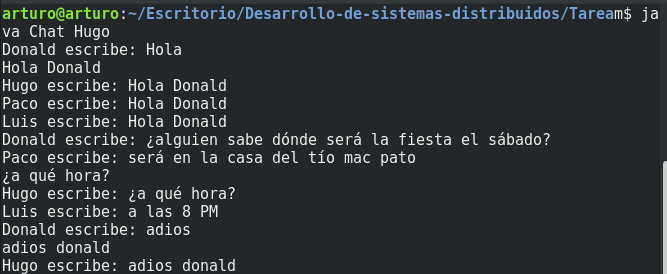 arturo@arturo:~/Escritorio/Desarrollo-de-sistemas-distribuidos/Taream$ ja
va Chat Hugo
Donald escribe: Hola
Hola Donald
Hugo escribe: Hola Donald
Paco escribe: Hola Donald
Luis escribe: Hola Donald
Donald escribe: ¿alguien sabe dónde será la fiesta el sábado?
Paco escribe: será en la casa del tío mac pato
¿a qué hora?
Hugo escribe: ¿a qué hora?
Luis escribe: a las 8 PM
Donald escribe: adios
adios donald
Hugo escribe: adios donald